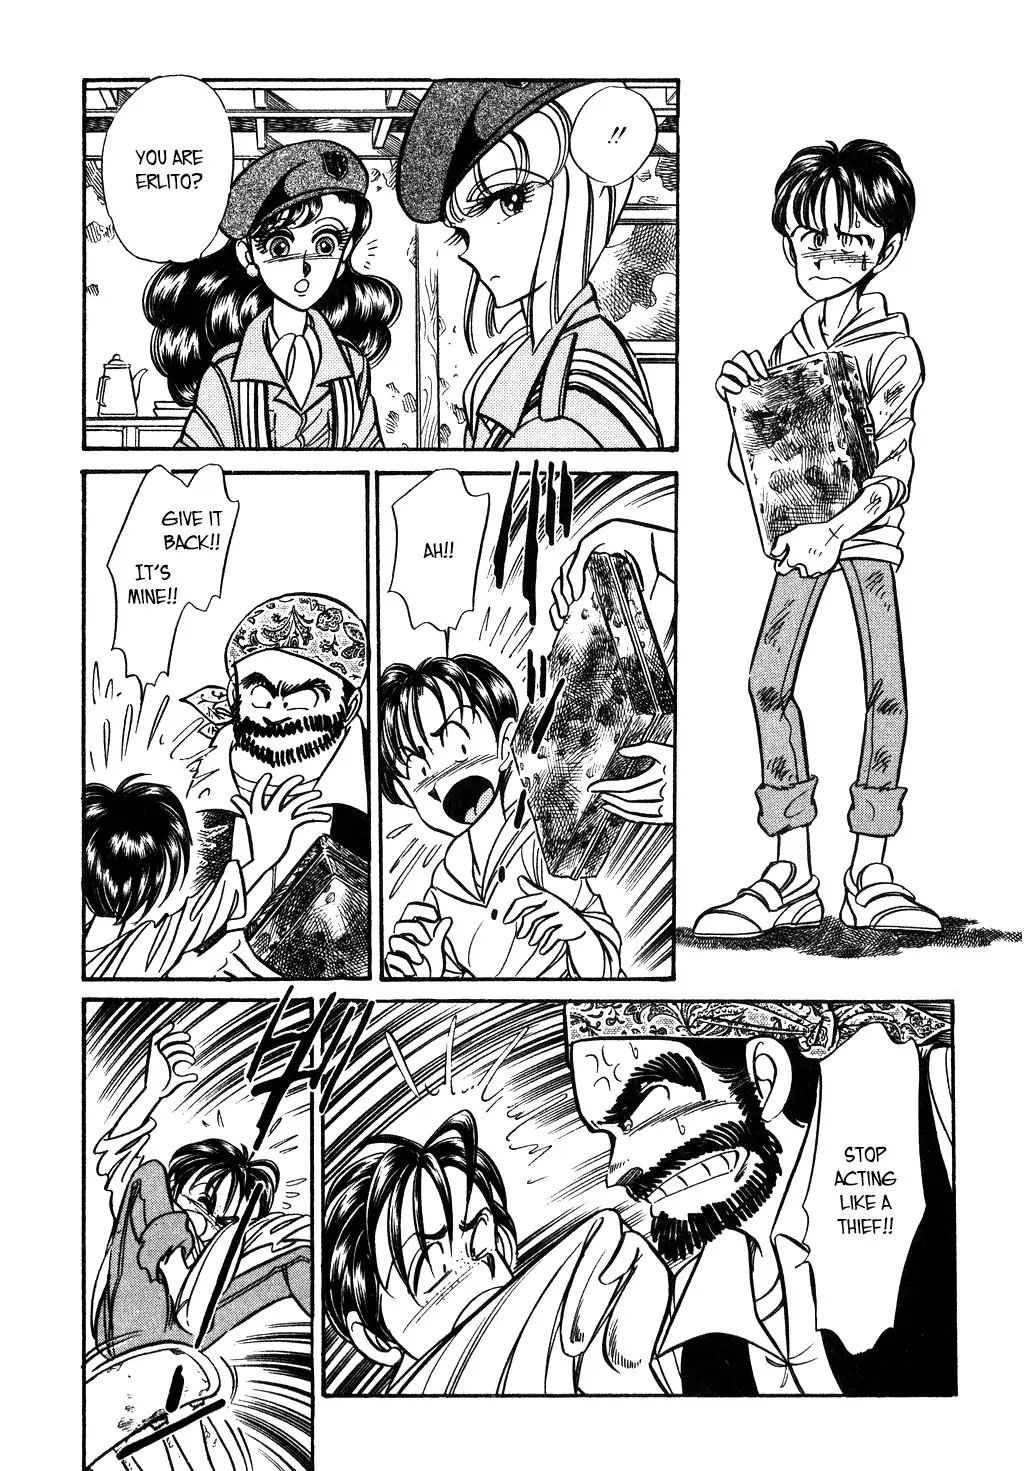 YOU ARE
ERLITO?
!!
GIVE IT
BACK!!
IT'S
MINE!!
AH!!
STOP
ACTING
LIKE A
THIEF!!